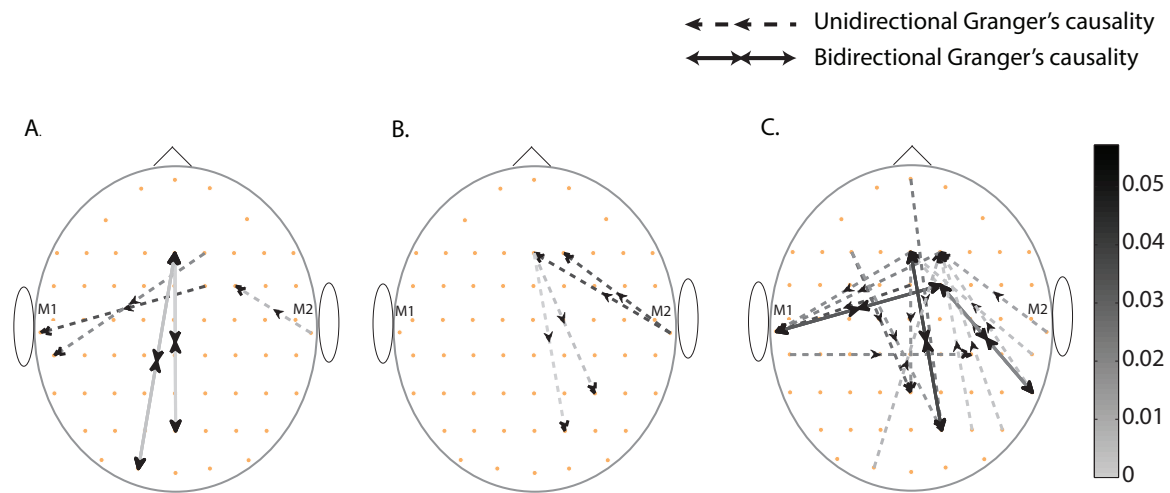 Unidirectional Granger's causality
Bidirectional Granger's causality
A.
B.
C.
M1
M2
M1
M2
M1
M2
0.05
0.04
0.03
0.02
0.01
0